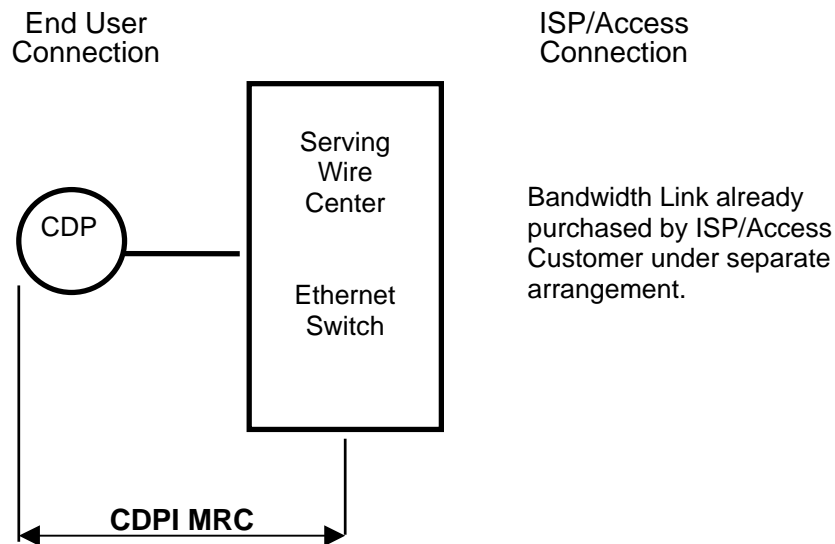 End User
Connection
ISP/Access
Connection
Serving
Wire
Center
CDP
Ethernet
Switch
Bandwidth Link already
purchased by ISP/Access
Customer under separate
arrangement.
CDPI MRC